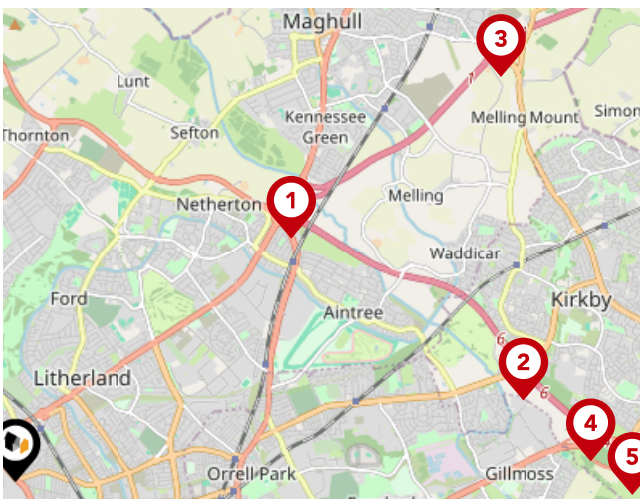 Maghull
3
1
Lunt
Kennessee
Green
Melling Mount
Simon
Thornton
Sefton
1
Netherton
Melling
Waddicar
Ford
Aintree
Kirkby
6
2
6
Litherland
4
5
Orrell Park
Gillmoss